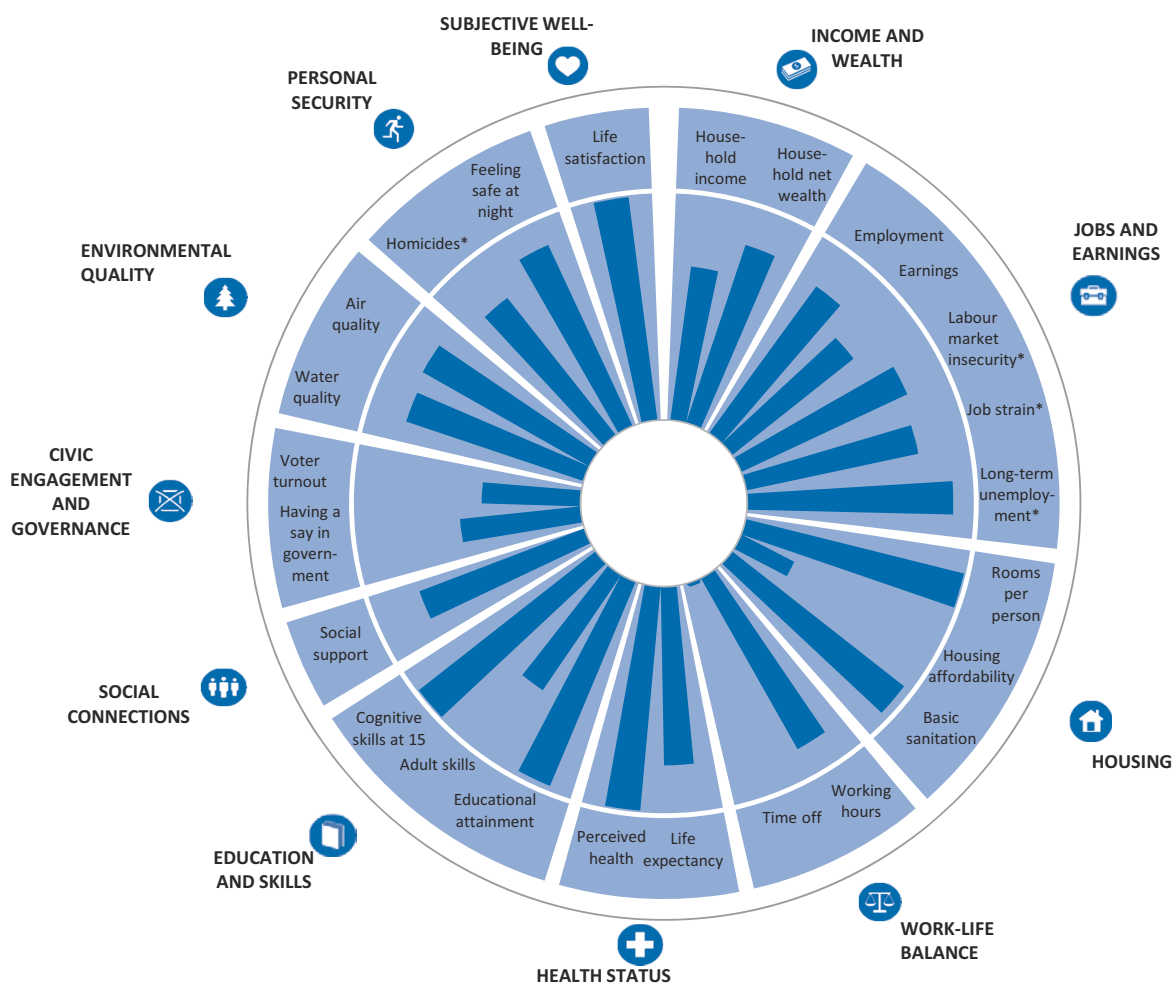 SUBJECTIVE WELL-
BEING
INCOME AND
WEALTH
PERSONAL
SECURITY
Life
satisfaction
House-
hold
income
House-
hold net
wealth
Feeling
safe at
night
Homicides*
Employment
Earnings
JOBS AND
EARNINGS
ENVIRONMENTAL
QUALITY
Air
quality
Water
quality
Labour
market
insecurity*
Job strain*
Long-term
unemploy-
ment*
CIVIC
ENGAGEMENT
AND
GOVERNANCE
Voter
turnout
Having a
say in
govern-
ment
Rooms
per
person
Housing
affordability
Basic
sanitation
HOUSING
Social
support
SOCIAL
CONNECTIONS
Cognitive
skills at 15
Adult skills
Educational
attainment
EDUCATION
AND SKILLS
Perceived
health
Life
expectancy
Time off
Working
hours
WORK-LIFE
BALANCE
HEALTH STATUS